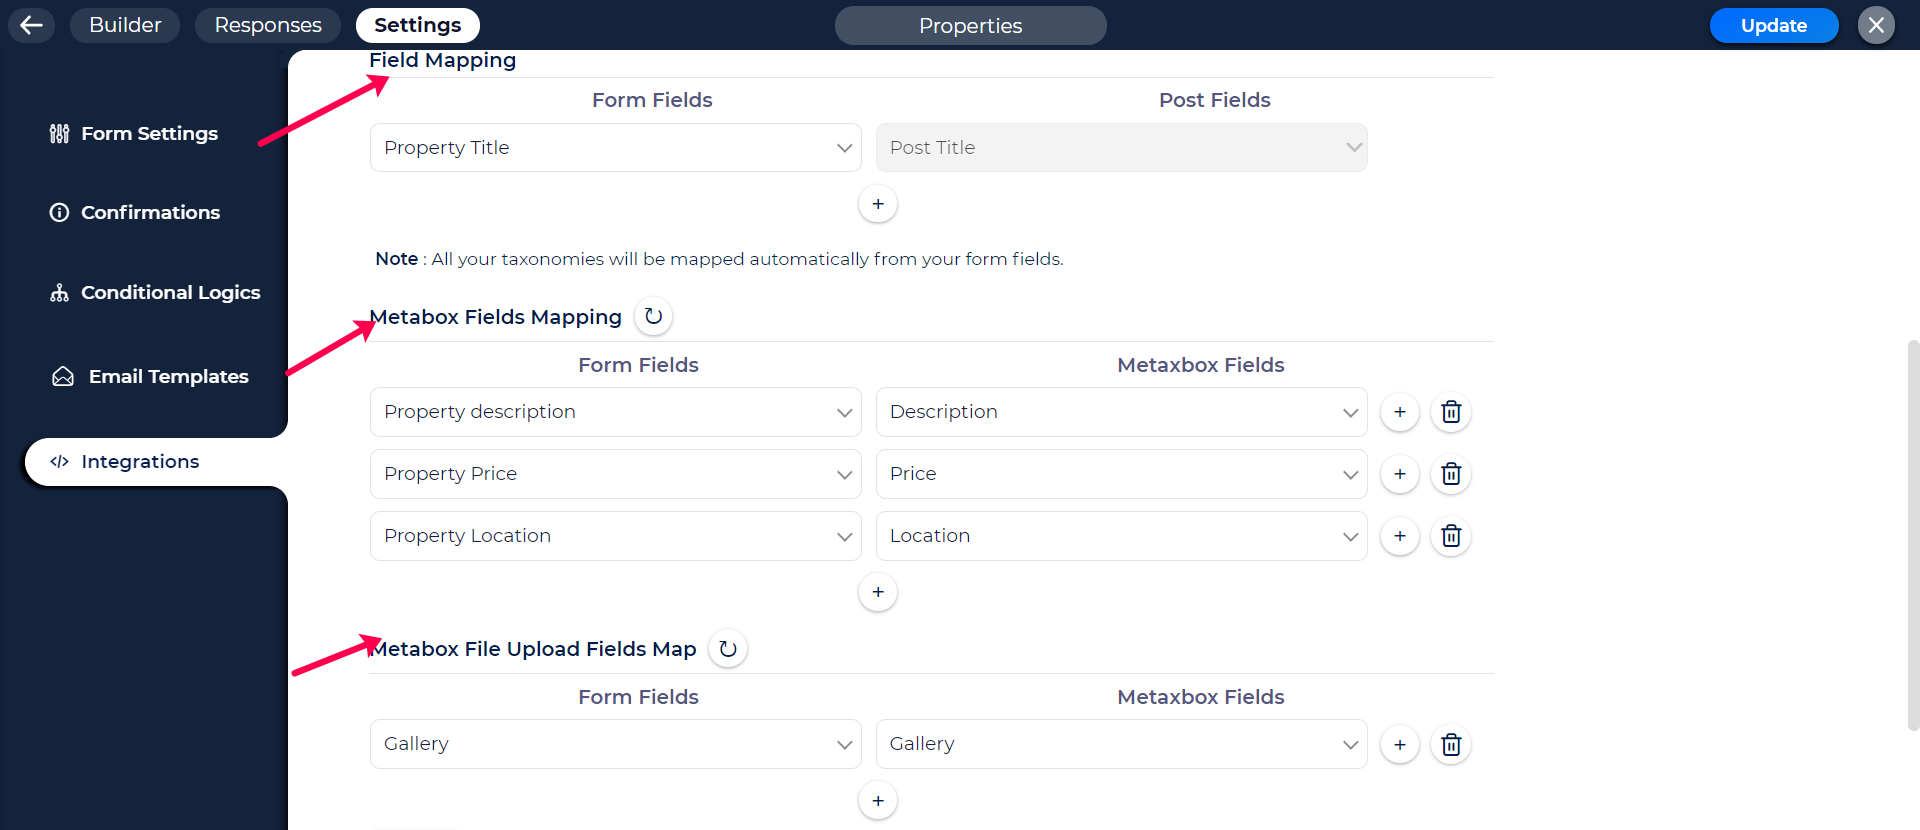 Builder Responses Settings Properties Update
Field Mapping
Form Fields Post Fields
Form Settings
Property Title Post Title
Confirmations
Note : All your taxonomies will be mapped automatically from your form fields.
Conditional Logics
Metabox Fields Mapping
Form Fields Metaxbox Fields
Email Templates
Property description Description
Integrations
Property Price Price
Property Location Location
Metabox File Upload Fields Map
Form Fields Metaxbox Fields
Gallery Gallery